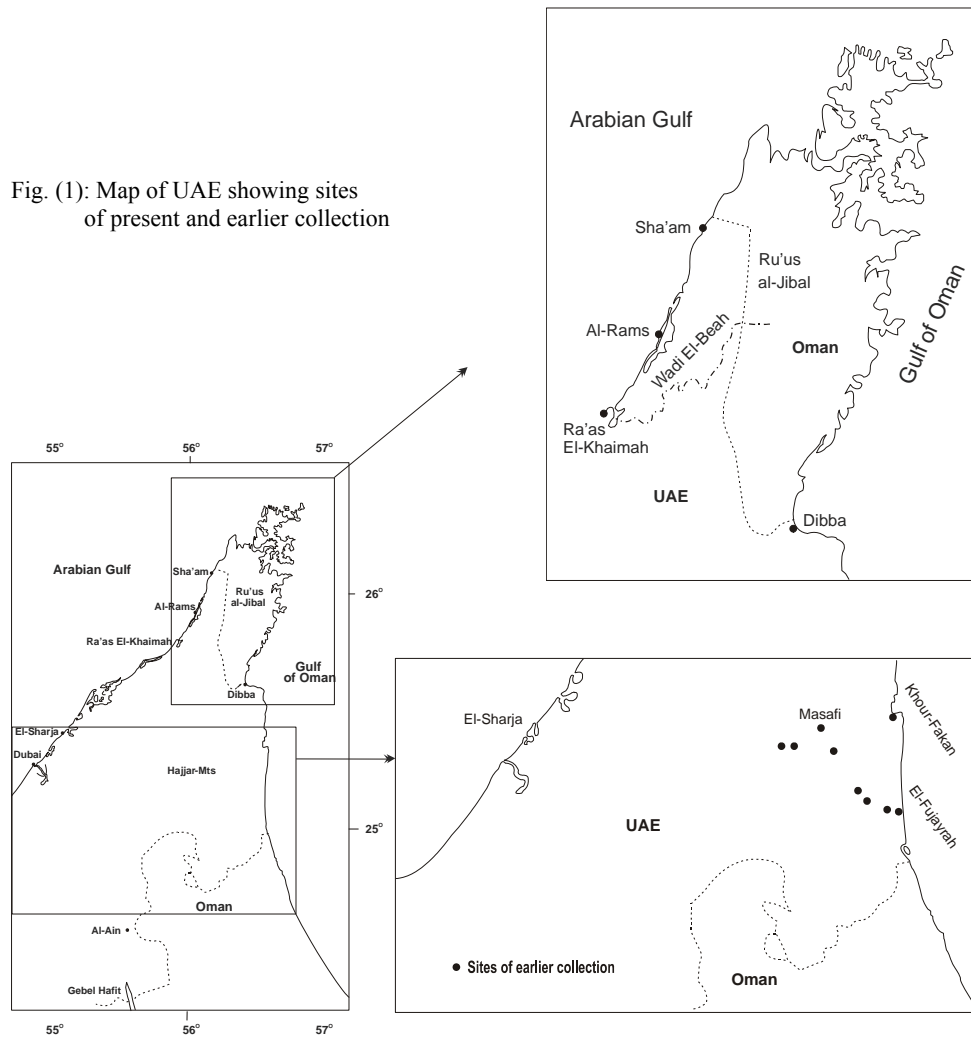 Fig. (1): Map of UAE showing sites
of present and earlier collection
Arabian Gulf
Sha'am
Ru'us
al-Jibal
Al-Rams
Wadi El-Beah
Oman
Gulf of Oman
Ra'as
El-Khaimah
UAE
Dibba
55°
56°
57°
Arabian Gulf
Sha'am
Ru'us
al-Jibal
26°
Al-Rams
Ra'as El-Khaimah
Gulf
of Oman
Dibba
El-Sharja
Dubai
Hajjar-Mts
25°
Oman
Al-Ain
Gebel Hafit
55°
56°
57°
El-Sharja
Masafi
Khour-Fakan
UAE
El-Fujayrah
Sites of earlier collection
Oman